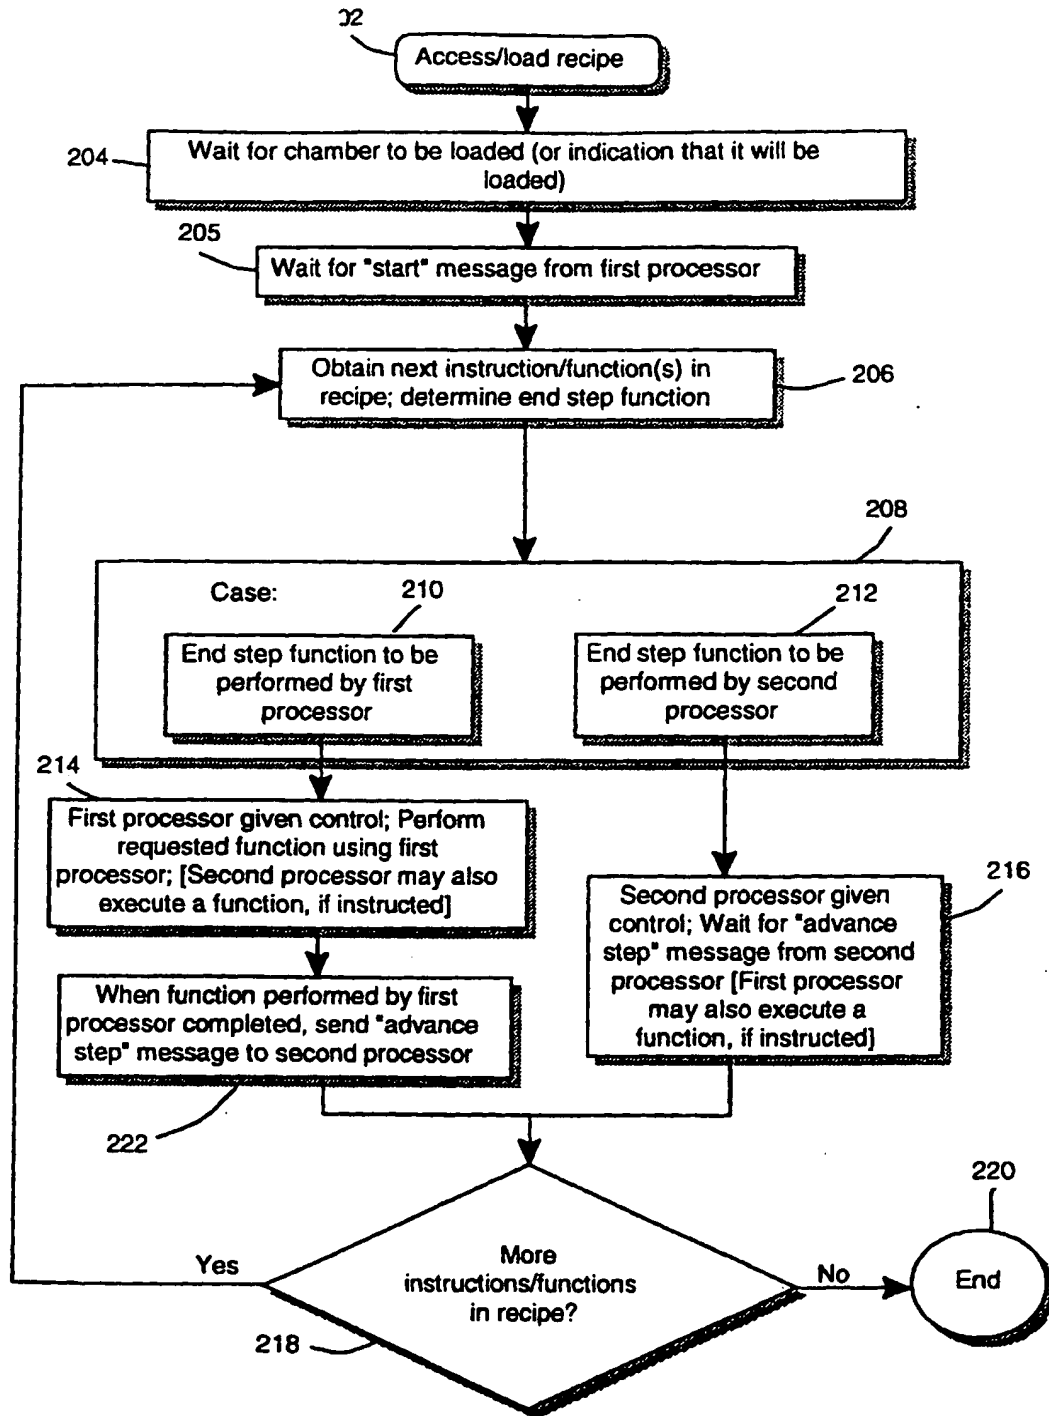 02
Access/load recipe
204
Wait for chamber to be loaded (or indication that it will be
loaded)
205
Wait for "start" message from first processor
Obtain next instruction/function(s) in
recipe; determine end step function
206
208
Case:
210
212
End step function to be
performed by first
processor
End step function to be
performed by second
processor
214
First processor given control; Perform
requested function using first
processor; [Second processor may also
execute a function, if instructed]
Second processor given
control; Wait for "advance
step" message from second
processor [First processor
may also execute a
function, if instructed]
216
When function performed by first
processor completed, send "advance
step" message to second processor
222
220
Yes
More
instructions/functions
in recipe?
No
End
218